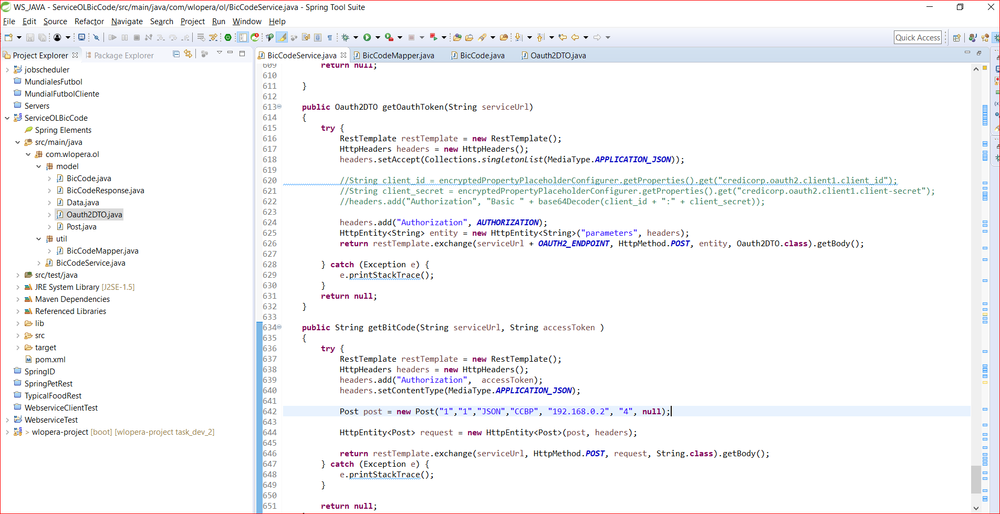 WS_JAVA - ServiceOLBicCode/src/main/java/com/wlopera/ol/BicCodeService.java - Spring Tool Suite
File Edit Source Refactor Navigate Search Project Run Window Help
Quick Access
Project Explorer Package Explorer
jobscheduler
MundialesFutbol
MundialFutbolCliente
Servers
ServiceOLBicCode
Spring Elements
src/main/java
com.wlopera.ol
model
BicCode.java
BicCodeResponse.java
Data.java
Oauth2DTO.java
Post.java
util
BicCodeMapper.java
BicCodeService.java
src/test/java
JRE System Library [J2SE-1.5]
Maven Dependencies
Referenced Libraries
lib
src
target
pom.xml
SpringID
SpringPetRest
TypicalFoodRest
WebserviceClientTest
WebserviceTest
> wlopera-project [boot] [wlopera-project task_dev_2]
BicCodeService.java BicCodeMapper.java BicCode.java Oauth2DTO.java
609 return null;
610
611 }
612
613 public Oauth2DTO getOauthToken(String serviceUrl)
614 {
615 try {
616 RestTemplate restTemplate = new RestTemplate();
617 HttpHeaders headers = new HttpHeaders();
618 headers.setAccept(Collections.singletonList(MediaType.APPLICATION_JSON));
619
620 //String client_id = encryptedPropertyPlaceholderConfigurer.getProperties().get("credicorp.oauth2.client1.client_id");
621 //String client_secret = encryptedPropertyPlaceholderConfigurer.getProperties().get("credicorp.oauth2.client1.client-secret");
622 //headers.add("Authorization", "Basic " + base64Decoder(client_id + ":" + client_secret));
623
624 headers.add("Authorization", AUTHORIZATION);
625 HttpEntity<String> entity = new HttpEntity<String>("parameters", headers);
626 return restTemplate.exchange(serviceUrl + OAUTH2_ENDPOINT, HttpMethod.POST, entity, Oauth2DTO.class).getBody();
627
628 } catch (Exception e) {
629 e.printStackTrace();
630 }
631 return null;
632 }
633
634 public String getBitCode(String serviceUrl, String accessToken )
635 {
636 try {
637 RestTemplate restTemplate = new RestTemplate();
638 HttpHeaders headers = new HttpHeaders();
639 headers.add("Authorization", accessToken);
640 headers.setContentType(MediaType.APPLICATION_JSON);
641
642 Post post = new Post("1","1","JSON","CCBP", "192.168.0.2", "4", null);
643
644 HttpEntity<Post> request = new HttpEntity<Post>(post, headers);
645
646 return restTemplate.exchange(serviceUrl, HttpMethod.POST, request, String.class).getBody();
647 } catch (Exception e) {
648 e.printStackTrace();
649 }
650
651 return null;